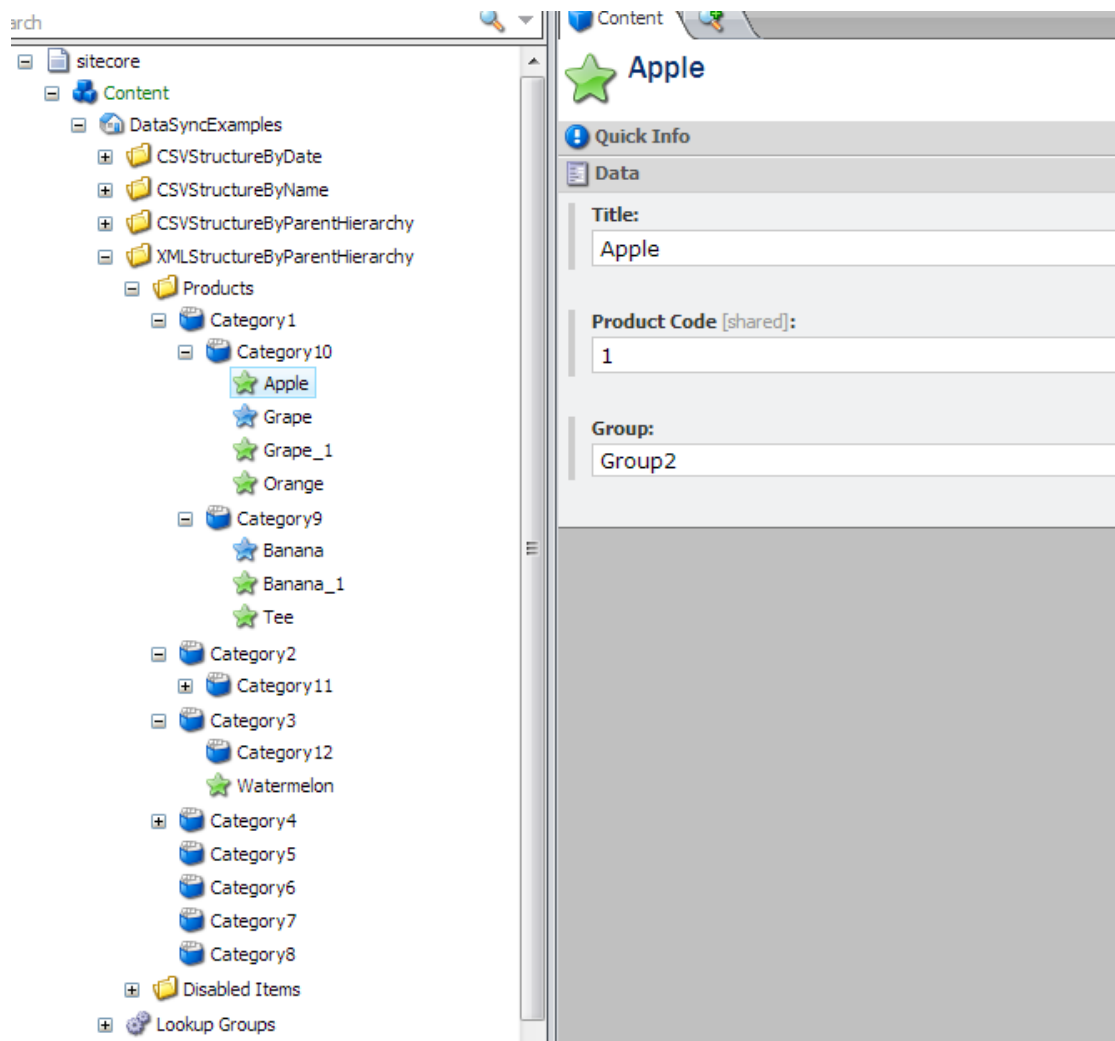 arch
sitecore
Content
DataSyncExamples
CSVStructureByDate
CSVStructureByName
CSVStructureByParentHierarchy
XMLStructureByParentHierarchy
Products
Category1
Category10
Apple
Grape
Grape_1
Orange
Category9
Banana
Banana_1
Tee
Category2
Category11
Category3
Category12
Watermelon
Category4
Category5
Category6
Category7
Category8
Disabled Items
Lookup Groups
Content
Apple
Quick Info
Data
Title:
Apple
Product Code [shared]:
1
Group:
Group2